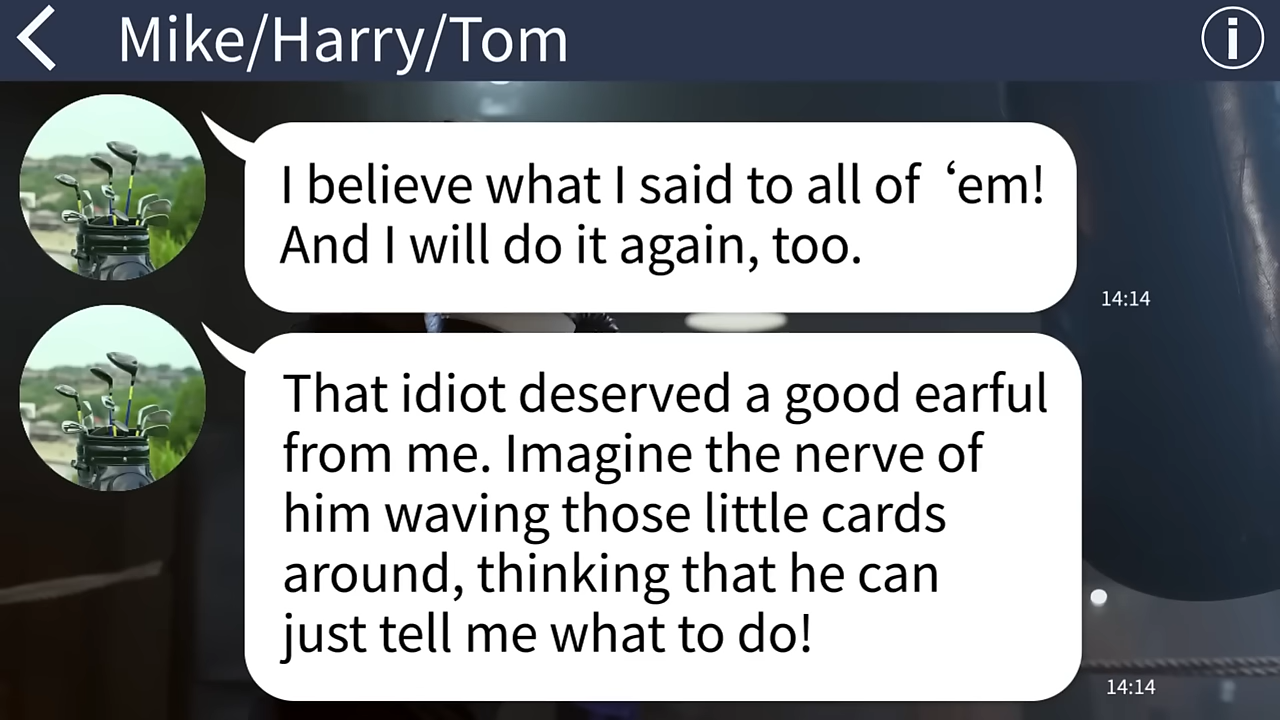 Mike/Harry/Tom
I believe what I said to all of ‘em!
And I will do it again, too.
14:14
That idiot deserved a good earful
from me. Imagine the nerve of
him waving those little cards
around, thinking that he can
just tell me what to do!
14:14